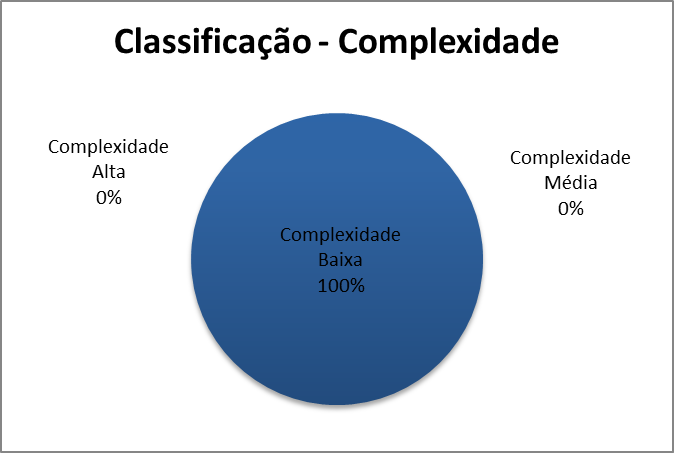 Classificação - Complexidade
Complexidade
Alta
0%
Complexidade
Média
0%
Complexidade
Baixa
100%